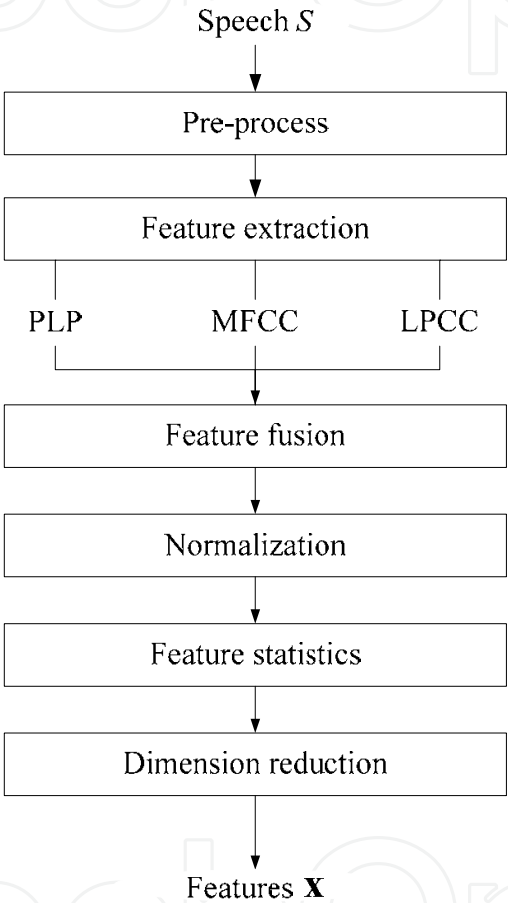 Speech S
Pre-process
Feature extraction
PLP MFCC LPCC
Feature fusion
Normalization
Feature statistics
Dimension reduction
Features X